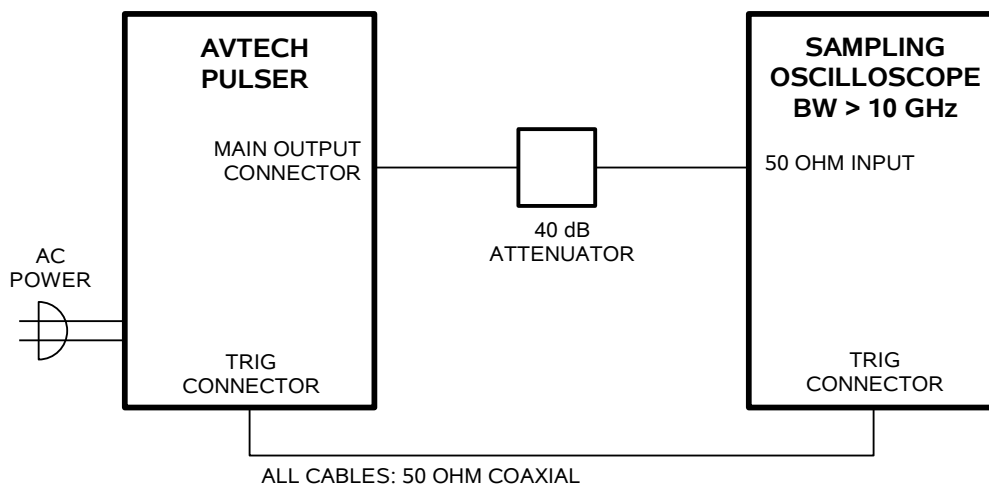 AVTECH
PULSER
SAMPLING
OSCILLOSCOPE
BW > 10 GHz
MAIN OUTPUT
CONNECTOR
50 OHM INPUT
40 dB
ATTENUATOR
AC
POWER
TRIG
CONNECTOR
TRIG
CONNECTOR
ALL CABLES: 50 OHM COAXIAL